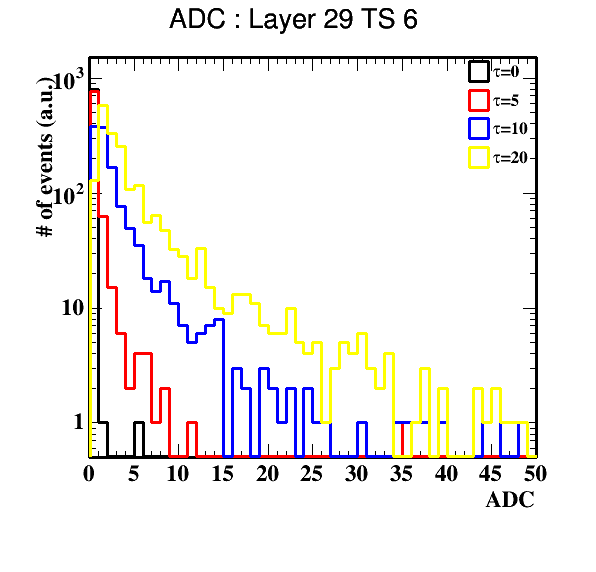 ADC : Layer 29 TS 6
# of events (a.u.)
10³
10²
10
1
τ=0
τ=5
τ=10
τ=20
0 5 10 15 20 25 30 35 40 45 50
ADC